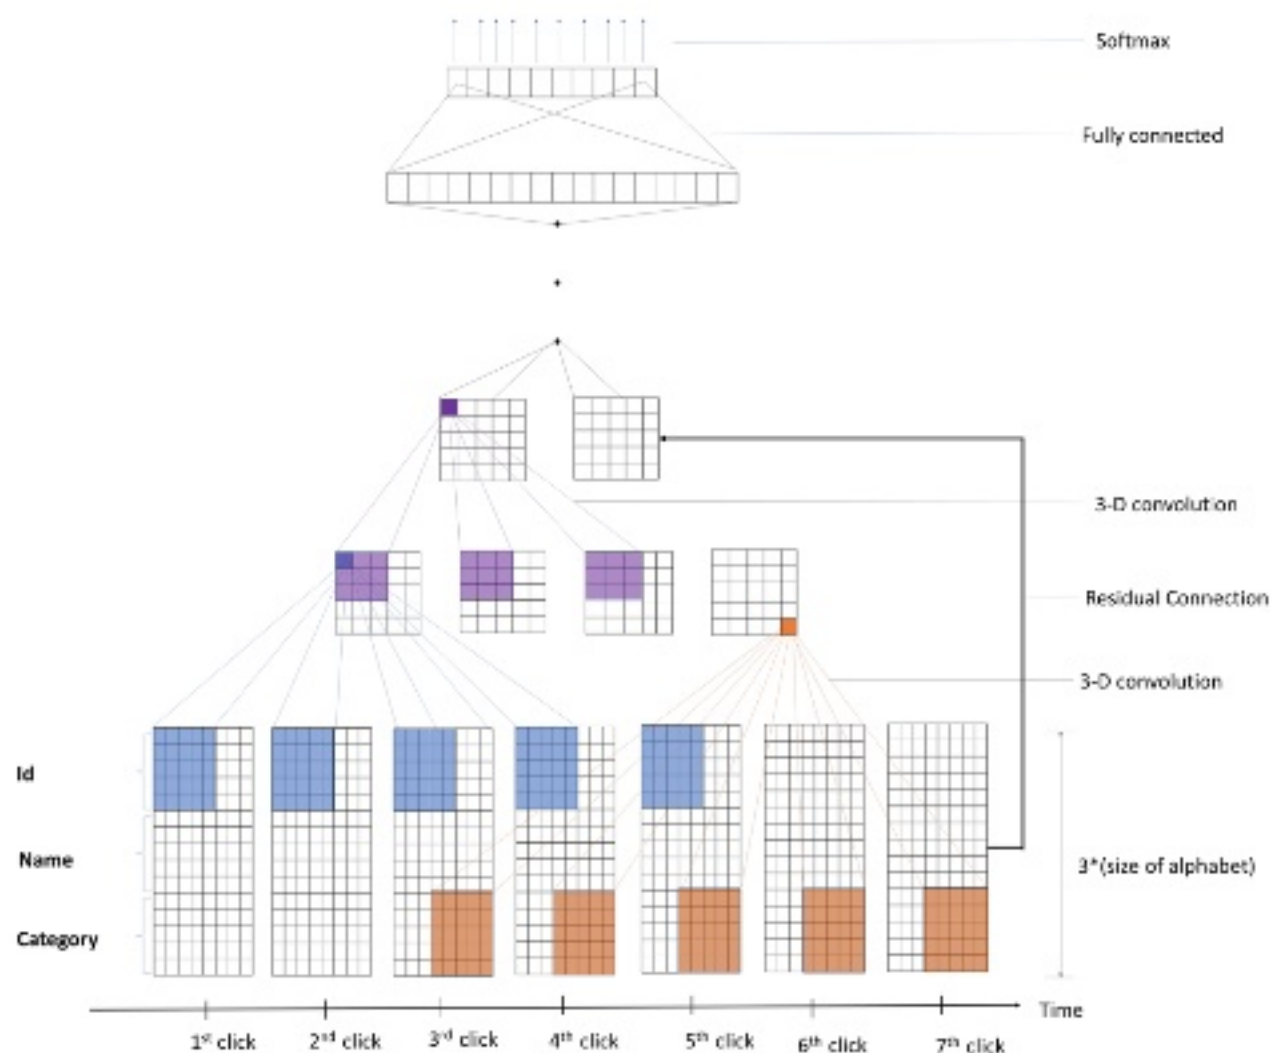 Softmax
Fully connected
3-D convolution
Residual Connection
3-D convolution
Id
Name
3*(size of alphabet)
Category
Time
1st click 2nd click 3rd click 4th click 5th click 6th click 7th click